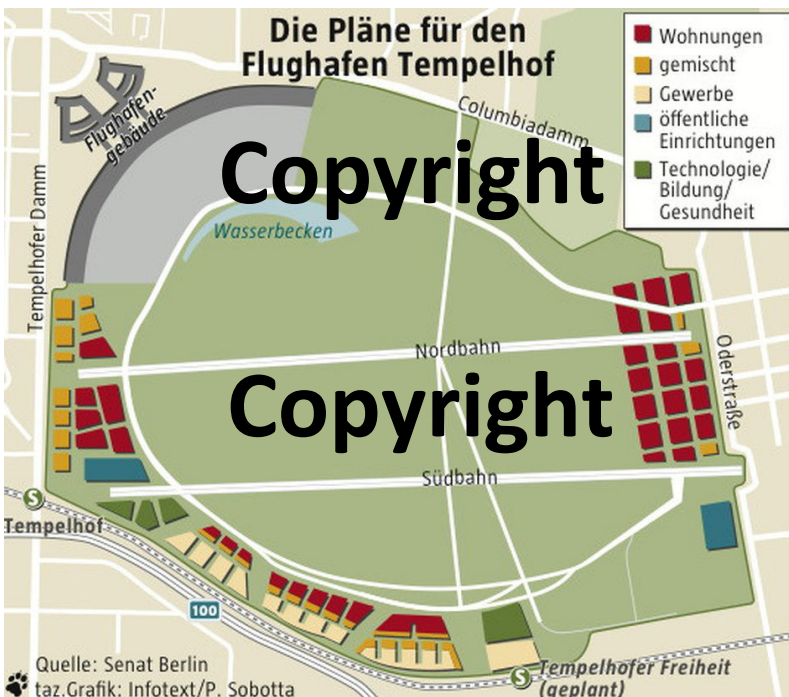 Die Pläne für den
Flughafen Tempelhof
Wohnungen
gemischt
Gewerbe
öffentliche
Einrichtungen
Technologie/
Bildung/
Gesundheit
Flughafen-
gebäude
Columbiadamm
Copyright
Tempelhofer Damm
Wasserbecken
Nordbahn
Oderstraße
Copyright
Südbahn
S
Tempelhof
100
S
Tempelhofer Freiheit
(geplant)
Quelle: Senat Berlin
taz.Grafik: Infotext/P. Sobotta